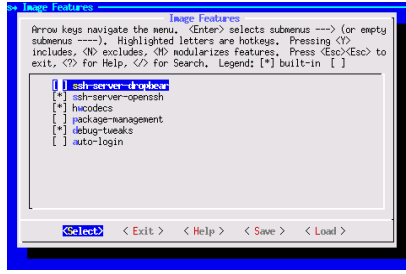 → Image Features
Image Features
Arrow keys navigate the menu. <Enter> selects submenus ---> (or empty
submenus ----). Highlighted letters are hotkeys. Pressing <Y>
includes, <N> excludes, <M> modularizes features. Press <Esc><Esc> to
exit, <?> for Help, </> for Search. Legend: [*] built-in [ ]
[ ] ssh-server-dropbear
[*] ssh-server-openssh
[*] hwcodecs
[ ] package-management
[*] debug-tweaks
[ ] auto-login
<Select> < Exit > < Help > < Save > < Load >